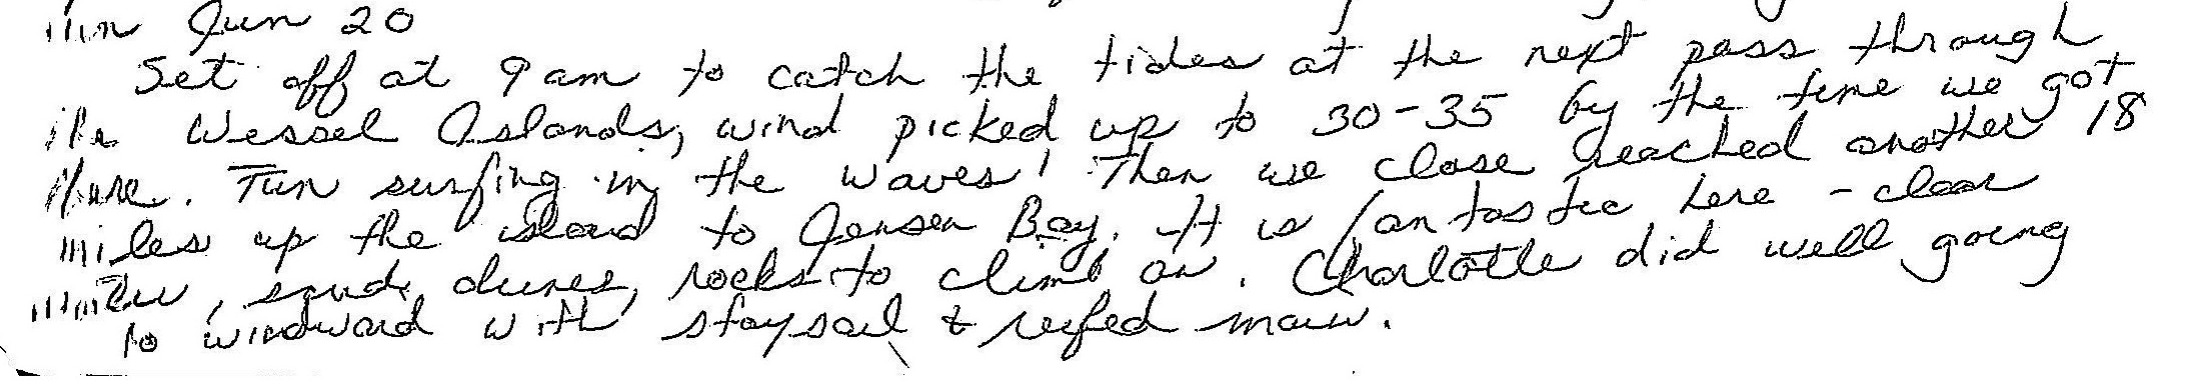 Jun 20
Set off at 9am to catch the tides at the next pass through
the Wessel Islands, wind picked up to 30-35 by the time we got
there. Fun surfing in the waves! Then we close reached another 18
miles up the island to Jensen Bay. It is fantastic here - clear
water, sand dunes, rocks to climb on. Charlotte did well going
to windward with staysail & reefed main.